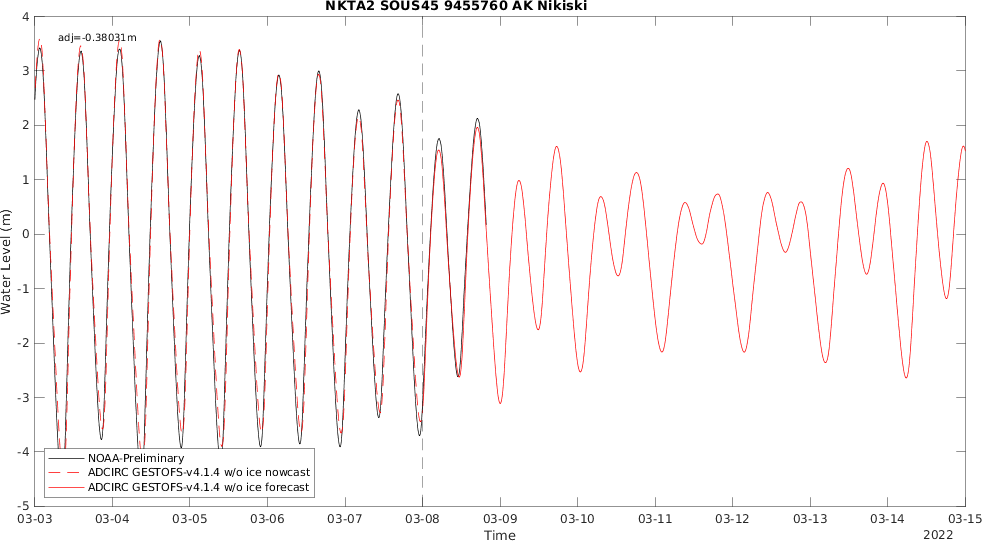 NKTA2 SOUS45 9455760 AK Nikiski
adj=-0.38031m
Water Level (m)
4
3
2
1
0
-1
-2
-3
-4
-5
NOAA-Preliminary
ADCIRC GESTOFS-v4.1.4 w/o ice nowcast
ADCIRC GESTOFS-v4.1.4 w/o ice forecast
03-03 03-04 03-05 03-06 03-07 03-08 03-09 03-10 03-11 03-12 03-13 03-14 03-15
Time
2022